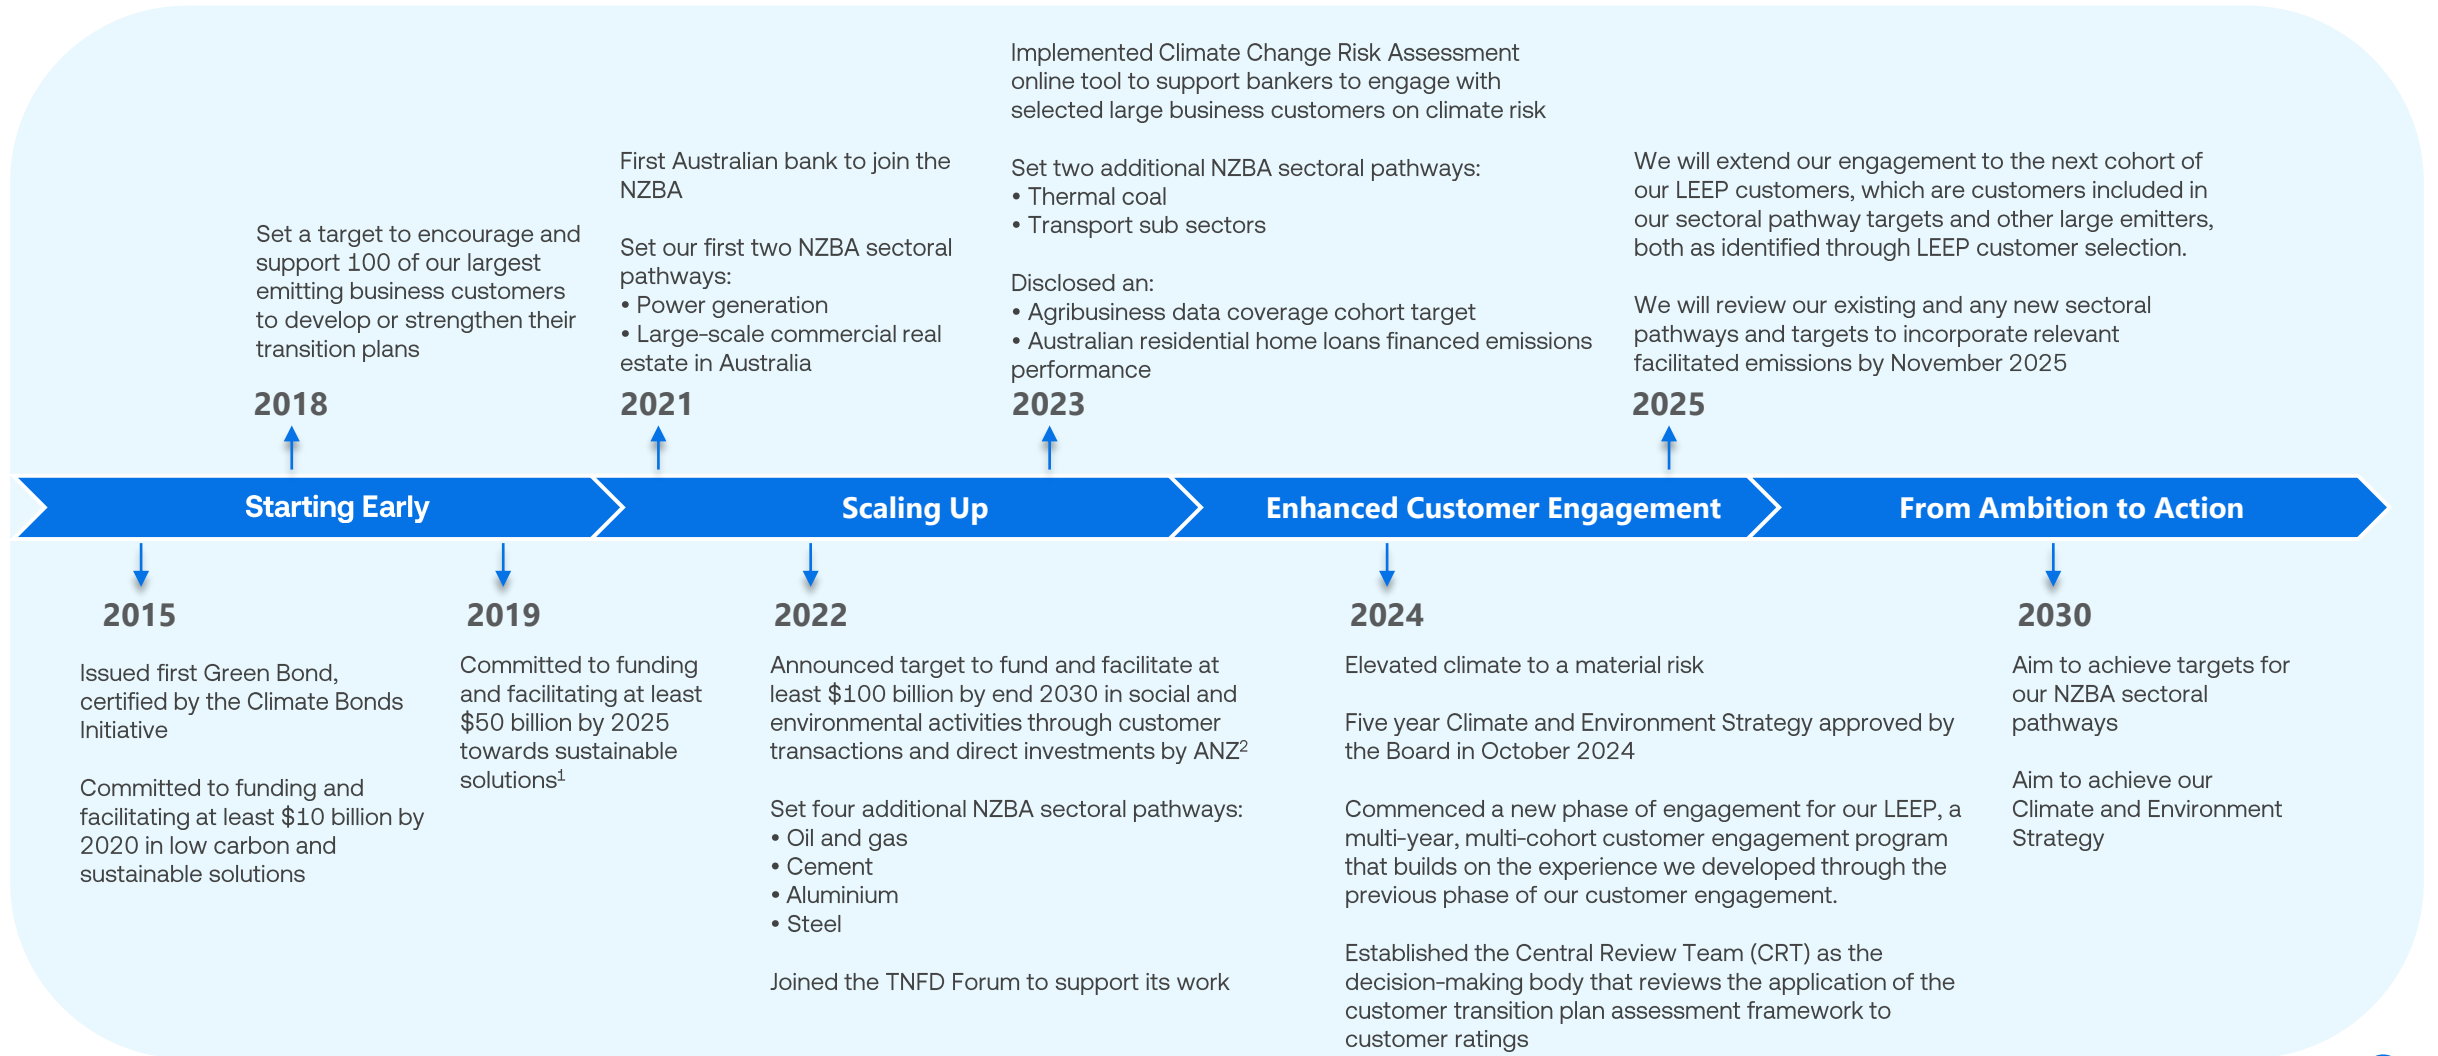 Implemented Climate Change Risk Assessment
online tool to support bankers to engage with
selected large business customers on climate risk
Set two additional NZBA sectoral pathways:
• Thermal coal
• Transport sub sectors
Disclosed an:
• Agribusiness data coverage cohort target
• Australian residential home loans financed emissions
performance
2023
First Australian bank to join the
NZBA
Set our first two NZBA sectoral
pathways:
• Power generation
• Large-scale commercial real
estate in Australia
2021
Set a target to encourage and
support 100 of our largest
emitting business customers
to develop or strengthen their
transition plans
2018
We will extend our engagement to the next cohort of
our LEEP customers, which are customers included in
our sectoral pathway targets and other large emitters,
both as identified through LEEP customer selection.
We will review our existing and any new sectoral
pathways and targets to incorporate relevant
facilitated emissions by November 2025
2025
Starting Early
Scaling Up
Enhanced Customer Engagement
From Ambition to Action
2015
Issued first Green Bond,
certified by the Climate Bonds
Initiative
Committed to funding and
facilitating at least $10 billion by
2020 in low carbon and
sustainable solutions
2019
Committed to funding
and facilitating at least
$50 billion by 2025
towards sustainable
solutions¹
2022
Announced target to fund and facilitate at
least $100 billion by end 2030 in social and
environmental activities through customer
transactions and direct investments by ANZ²
Set four additional NZBA sectoral pathways:
• Oil and gas
• Cement
• Aluminium
• Steel
Joined the TNFD Forum to support its work
2024
Elevated climate to a material risk
Five year Climate and Environment Strategy approved by
the Board in October 2024
Commenced a new phase of engagement for our LEEP, a
multi-year, multi-cohort customer engagement program
that builds on the experience we developed through the
previous phase of our customer engagement.
Established the Central Review Team (CRT) as the
decision-making body that reviews the application of the
customer transition plan assessment framework to
customer ratings
2030
Aim to achieve targets for
our NZBA sectoral
pathways
Aim to achieve our
Climate and Environment
Strategy